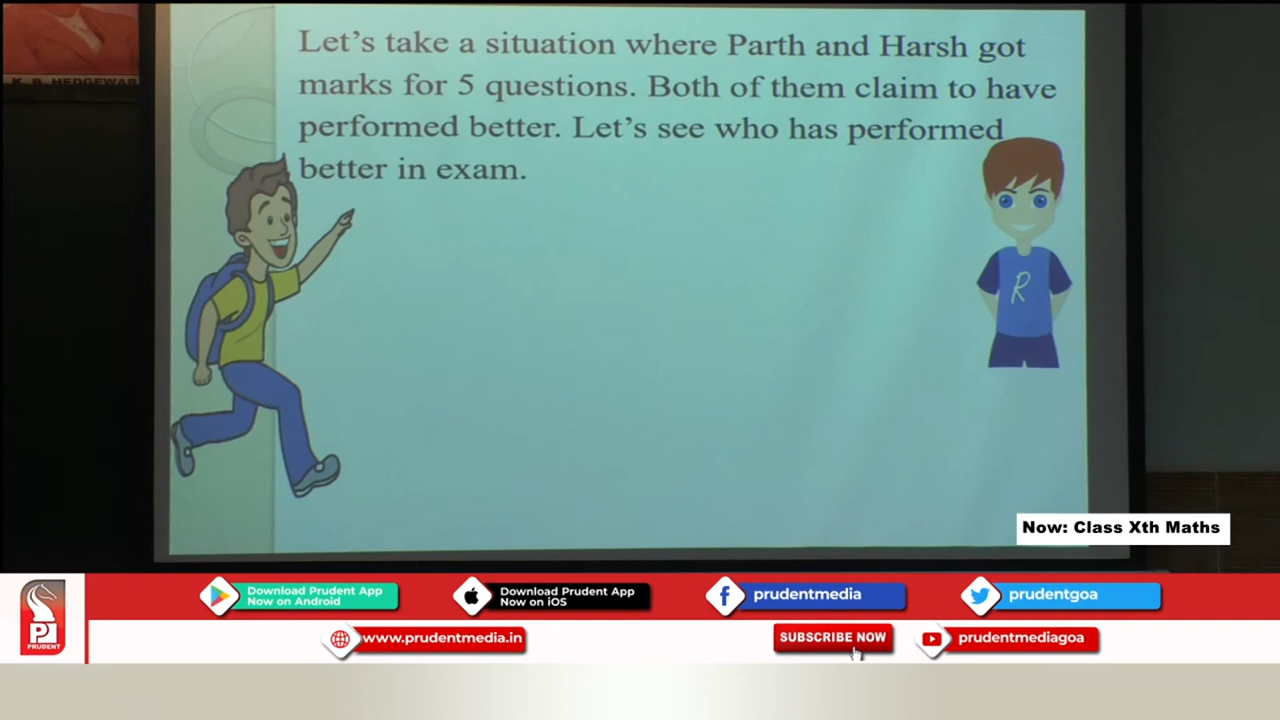 K. B. HEDGEWAR
Let's take a situation where Parth and Harsh got
marks for 5 questions. Both of them claim to have
performed better. Let's see who has performed
better in exam.
R
Now: Class Xth Maths
Download Prudent App
Now on Android
Download Prudent App
Now on iOS
prudentmedia
prudentgoa
PRUDENT
www.prudentmedia.in
SUBSCRIBE NOW
prudentmediagoa